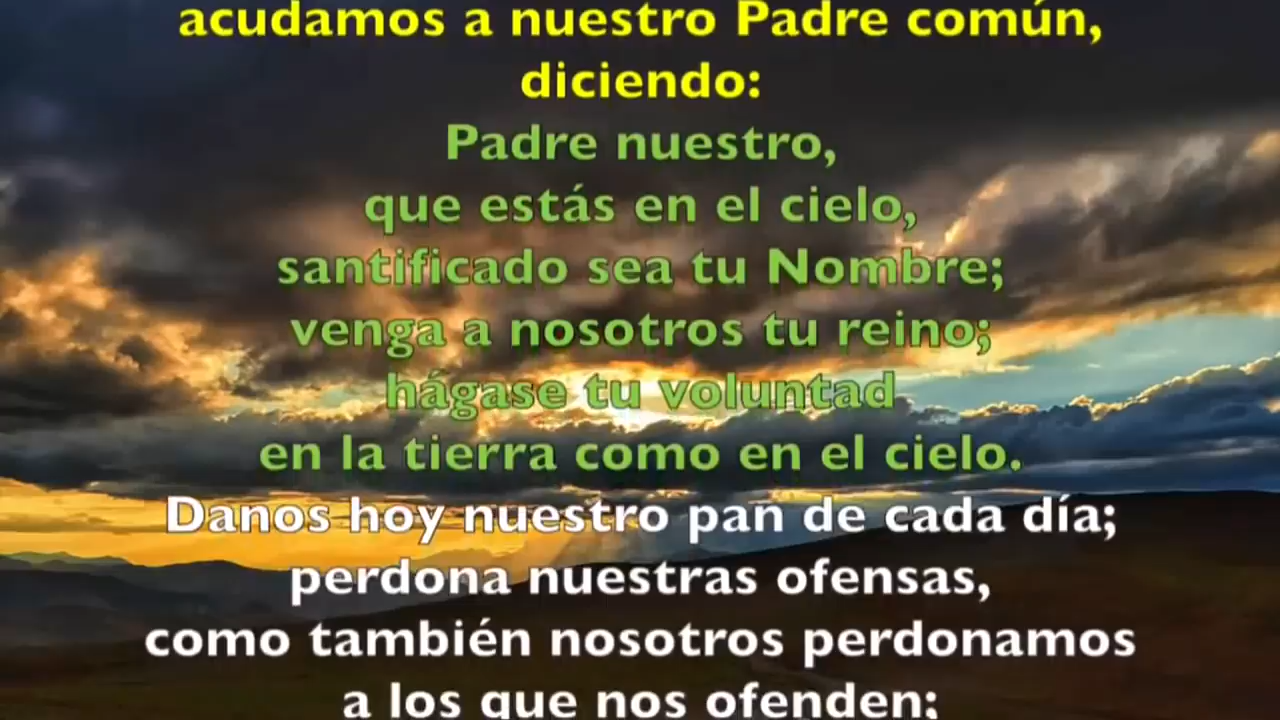 acudamos a nuestro Padre común,
diciendo:
Padre nuestro,
que estás en el cielo,
santificado sea tu Nombre;
venga a nosotros tu reino;
hágase tu voluntad
en la tierra como en el cielo.
Danos hoy nuestro pan de cada día;
perdona nuestras ofensas,
como también nosotros perdonamos
a los que nos ofenden;